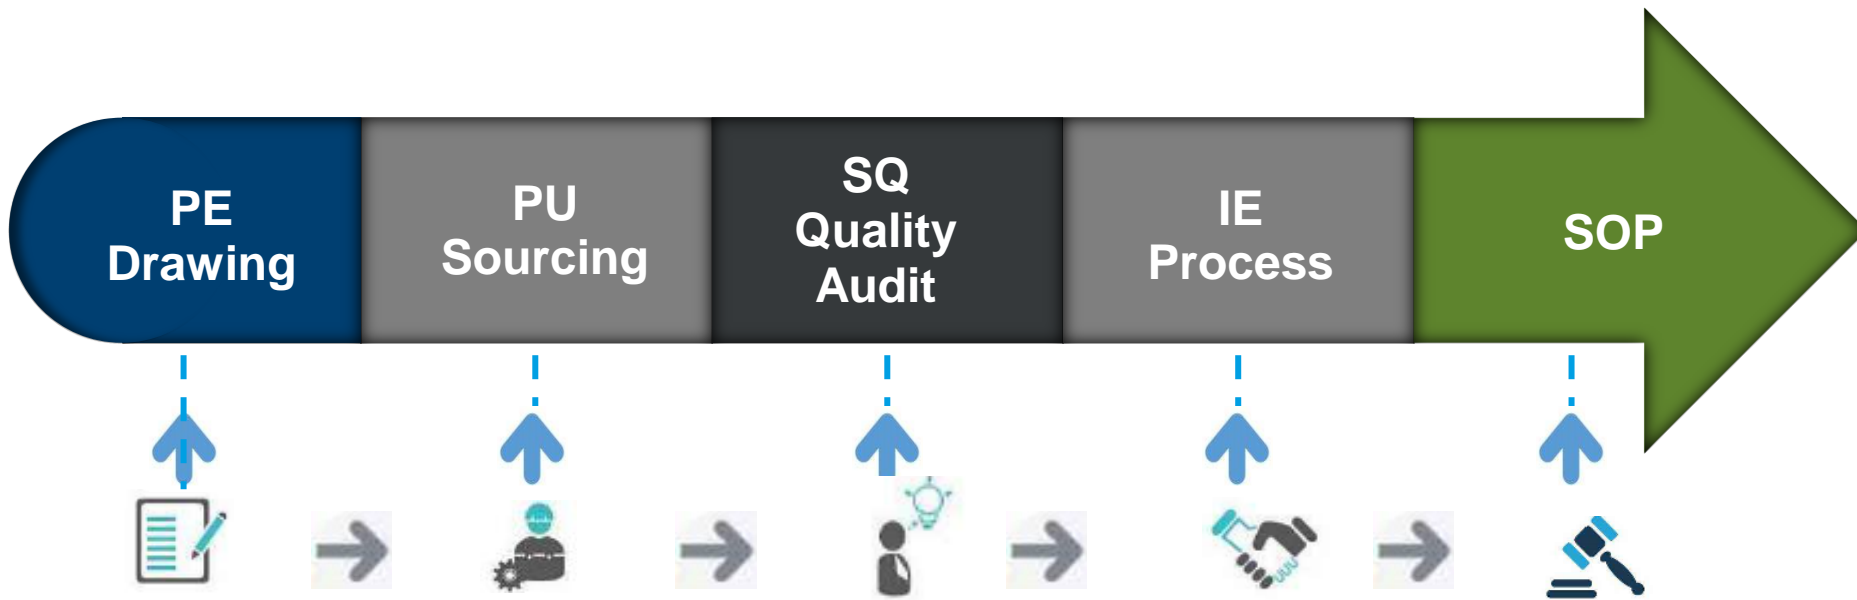 PE
Drawing
PU
Sourcing
SQ
Quality
Audit
IE
Process
SOP